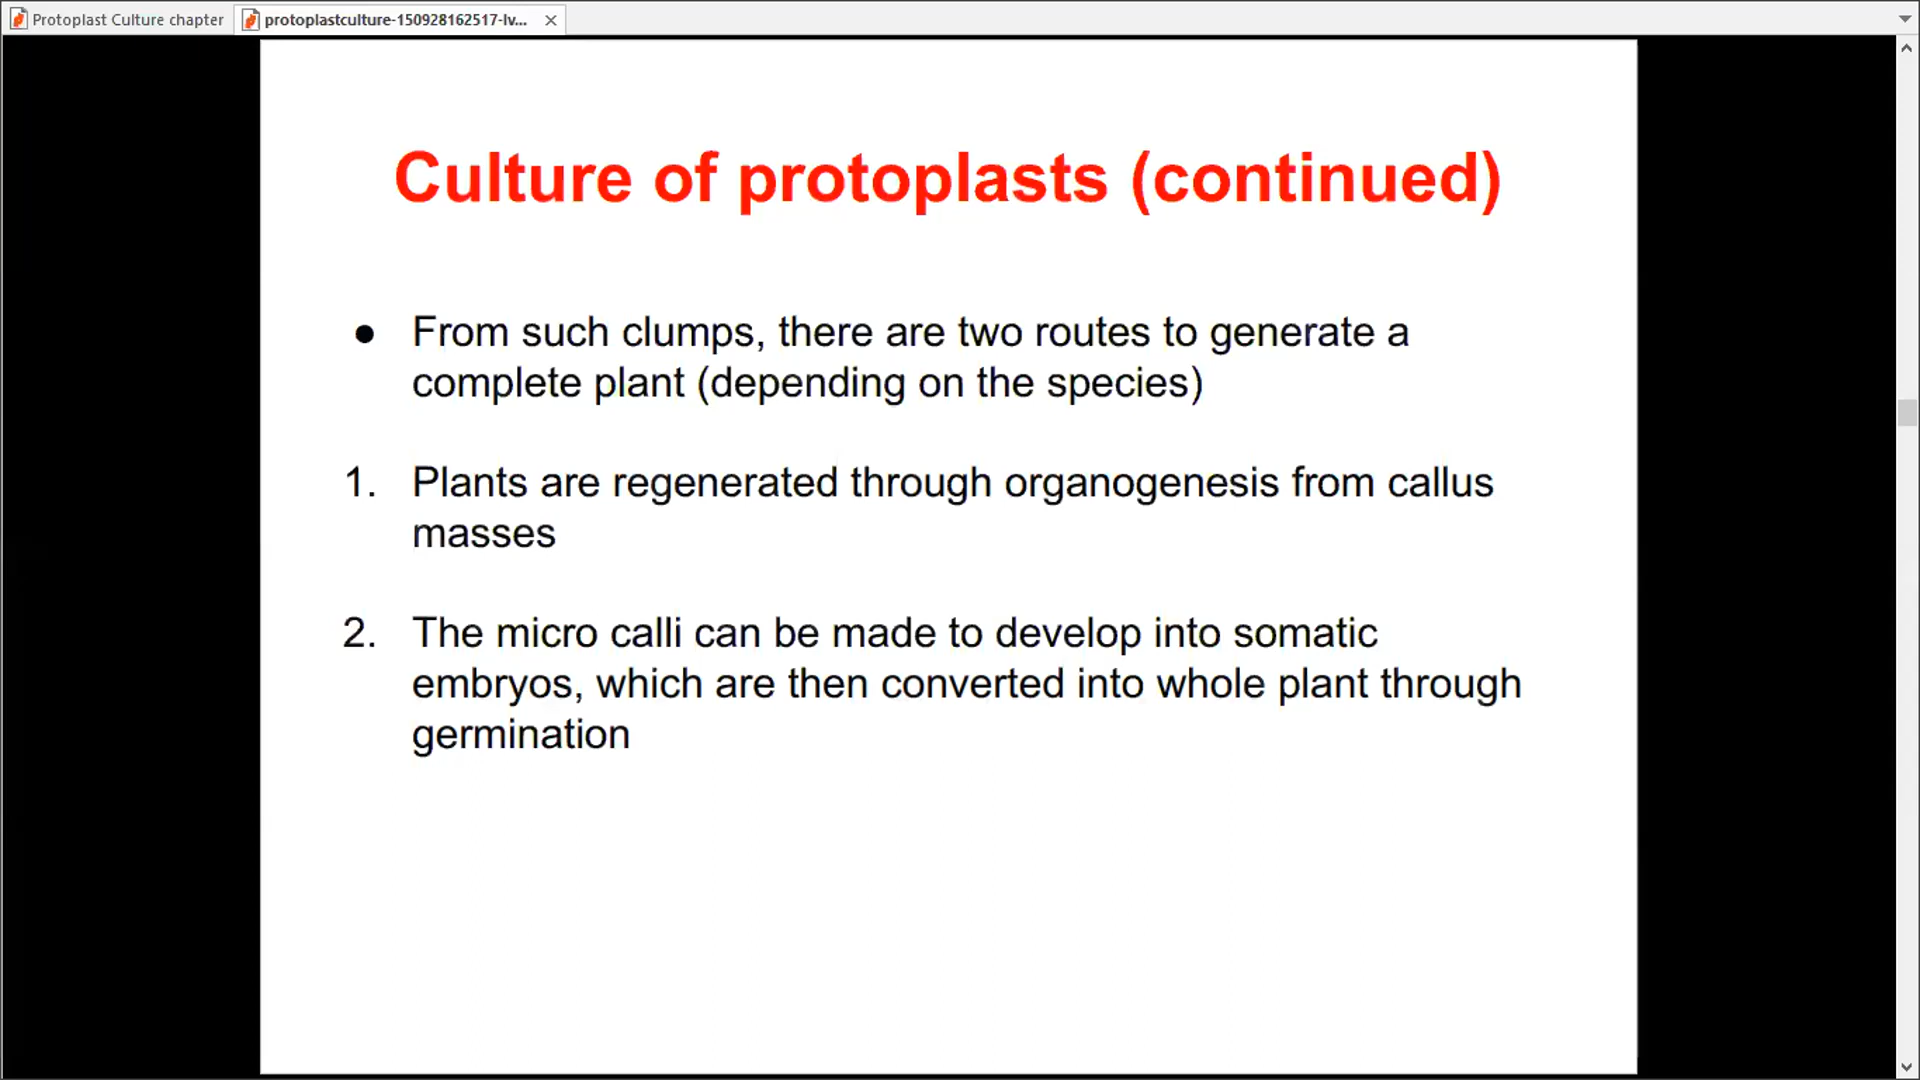 Protoplast Culture chapter
protoplastculture-150928162517-lv...
Culture of protoplasts (continued)
● From such clumps, there are two routes to generate a
complete plant (depending on the species)
1. Plants are regenerated through organogenesis from callus
masses
2. The micro calli can be made to develop into somatic
embryos, which are then converted into whole plant through
germination